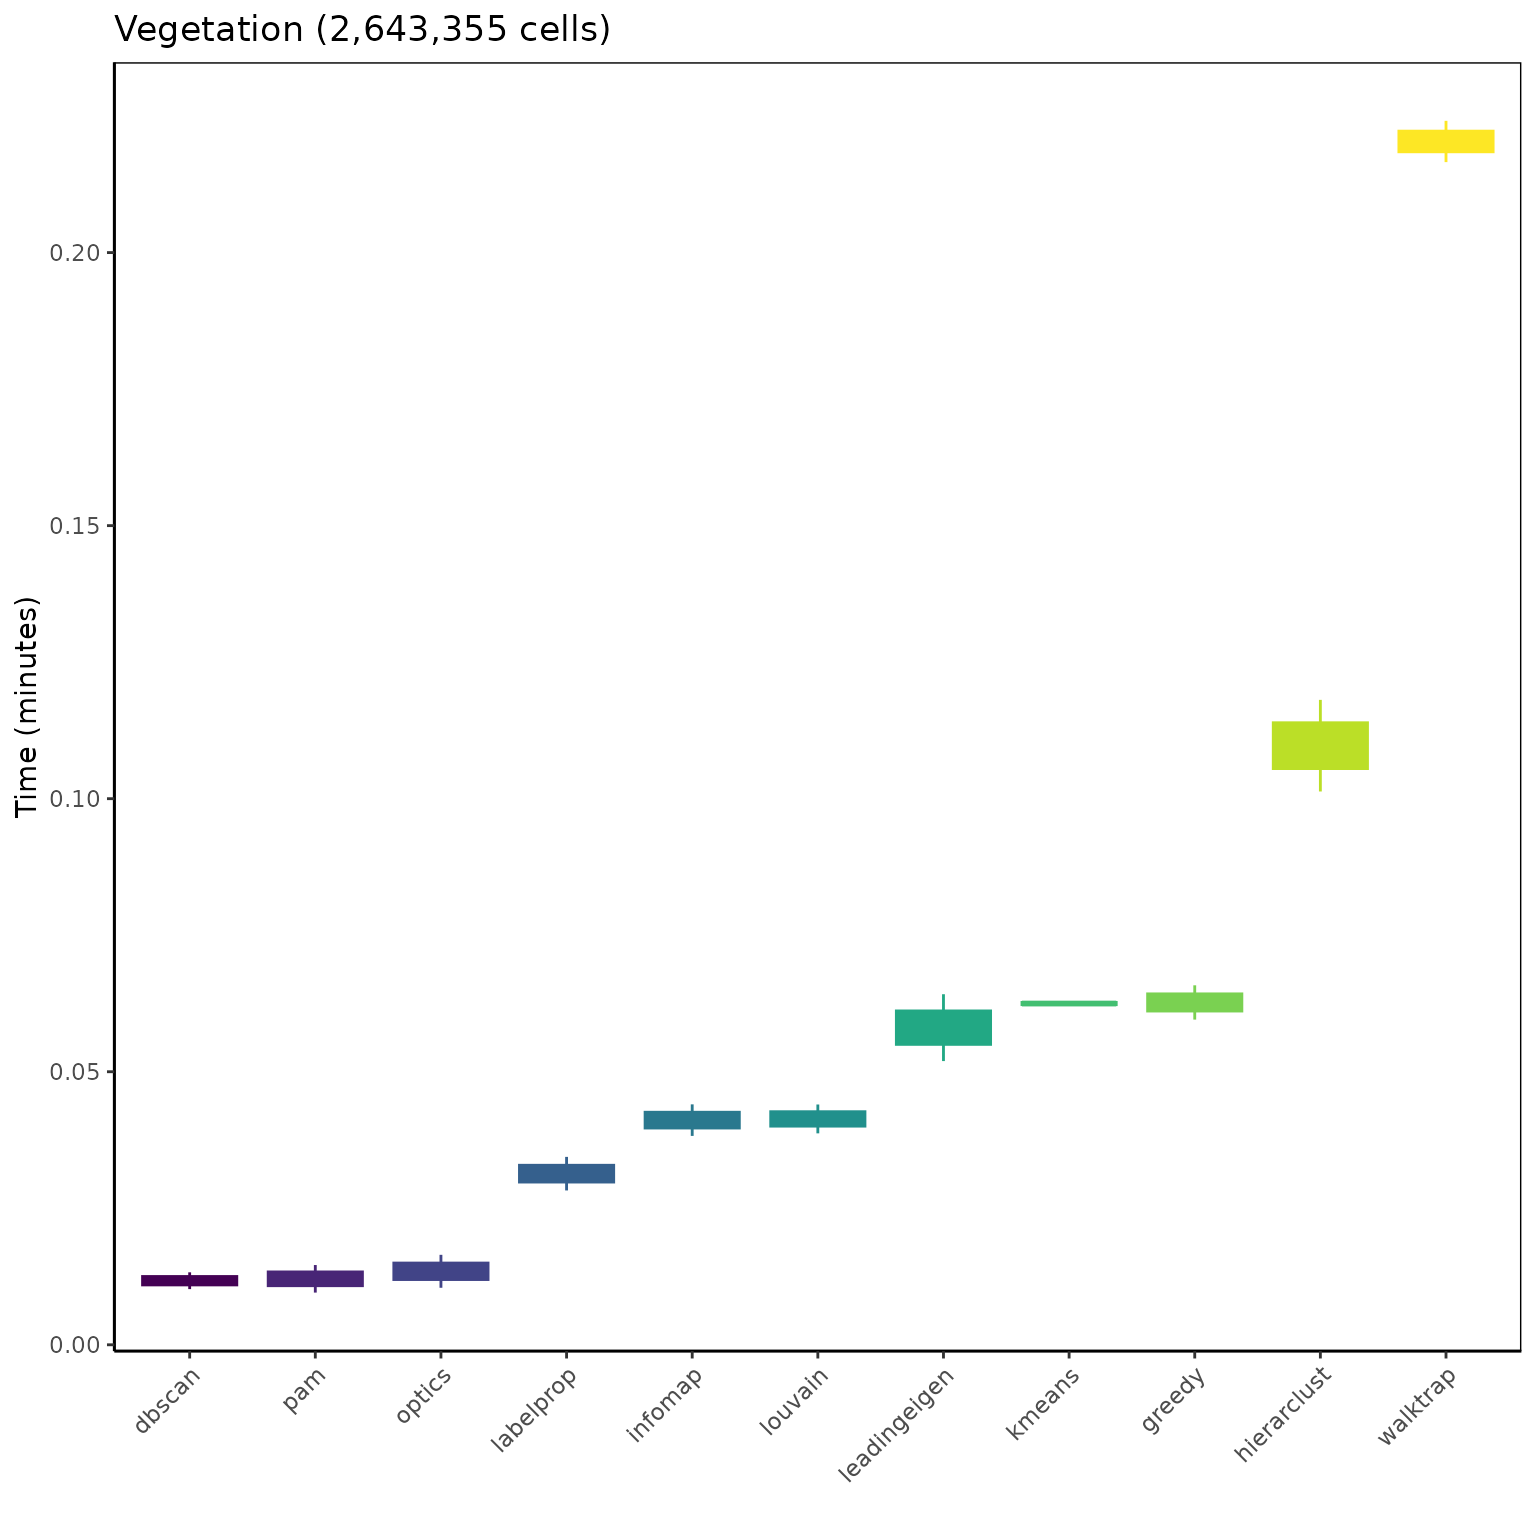 Vegetation (2,643,355 cells)
Time (minutes)
0.20
0.15
0.10
0.05
0.00
dbscan
pam
optics
labelprop
infomap
louvain
leadingeigen
kmeans
greedy
hierarclust
walktrap